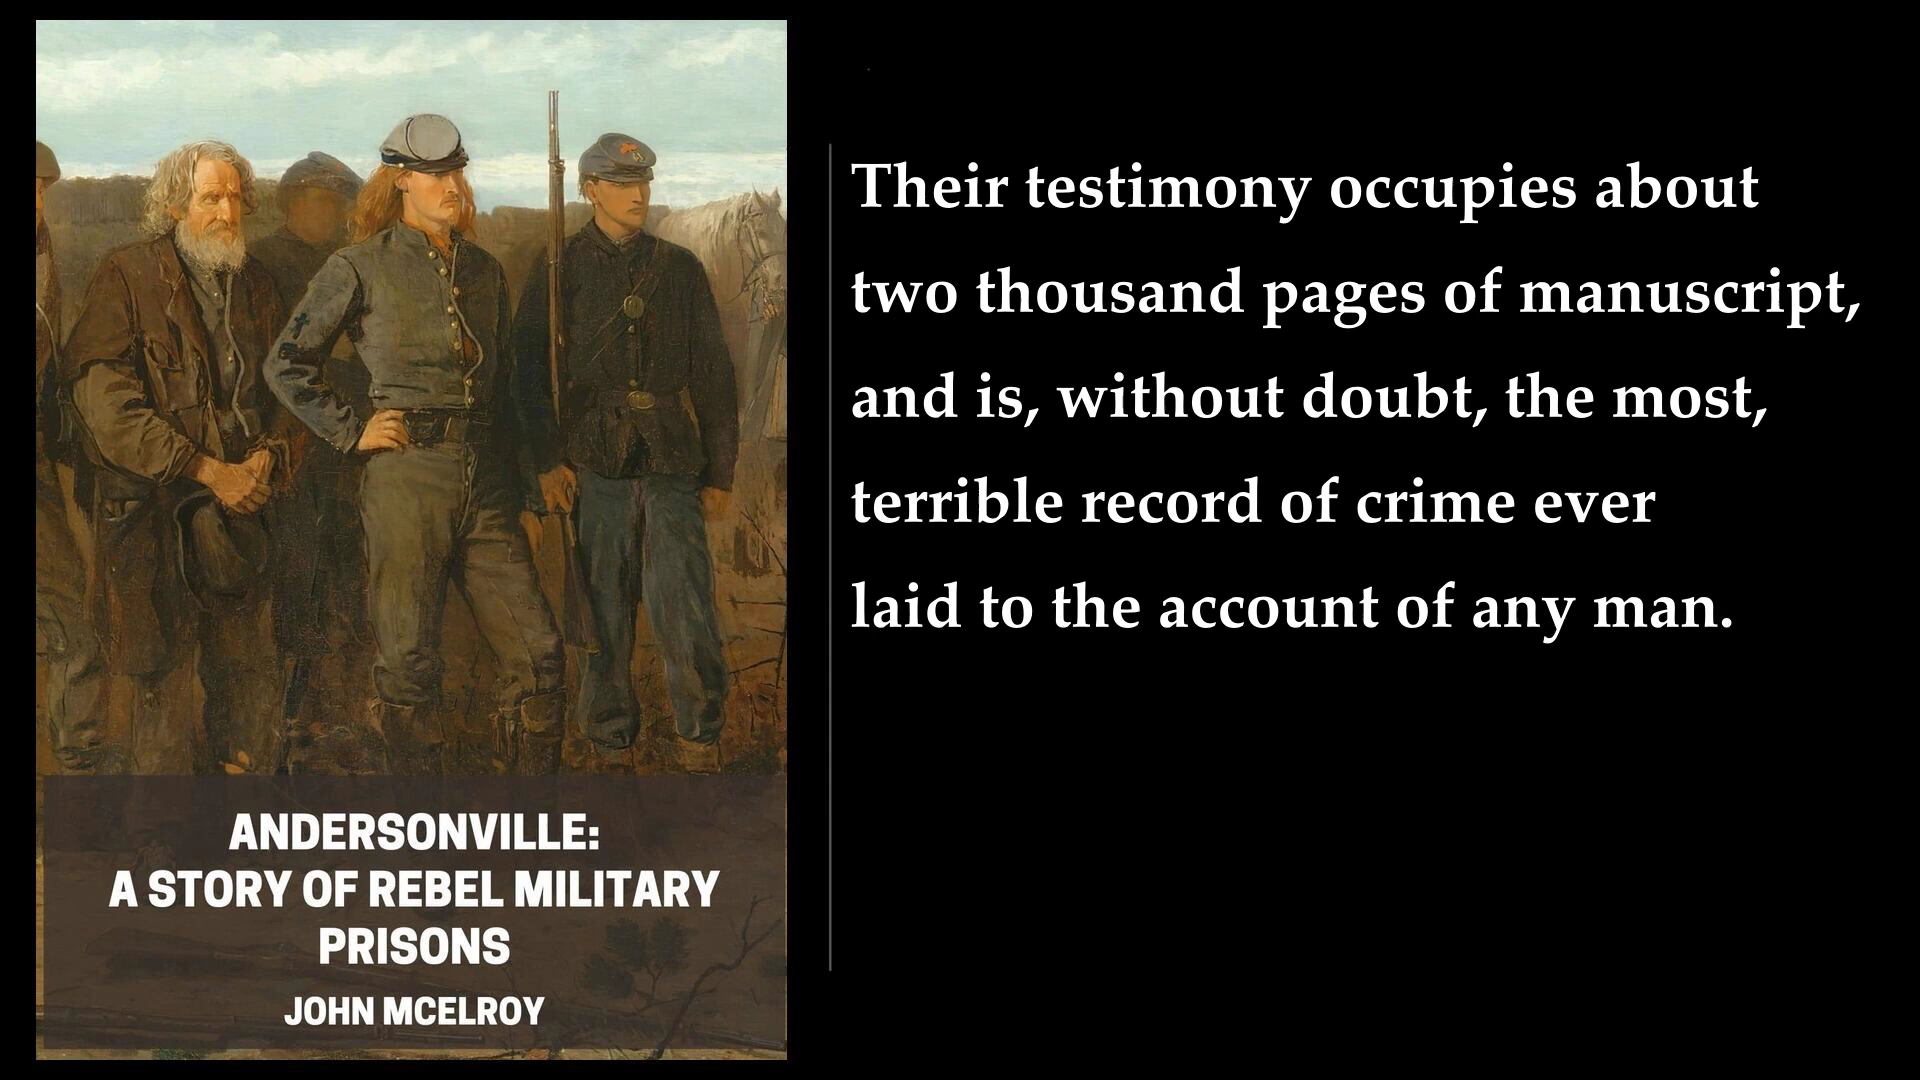 ANDERSONVILLE:
A STORY OF REBEL MILITARY
PRISONS
JOHN MCELROY
Their testimony occupies about
two thousand pages of manuscript,
and is, without doubt, the most,
terrible record of crime ever
laid to the account of any man.